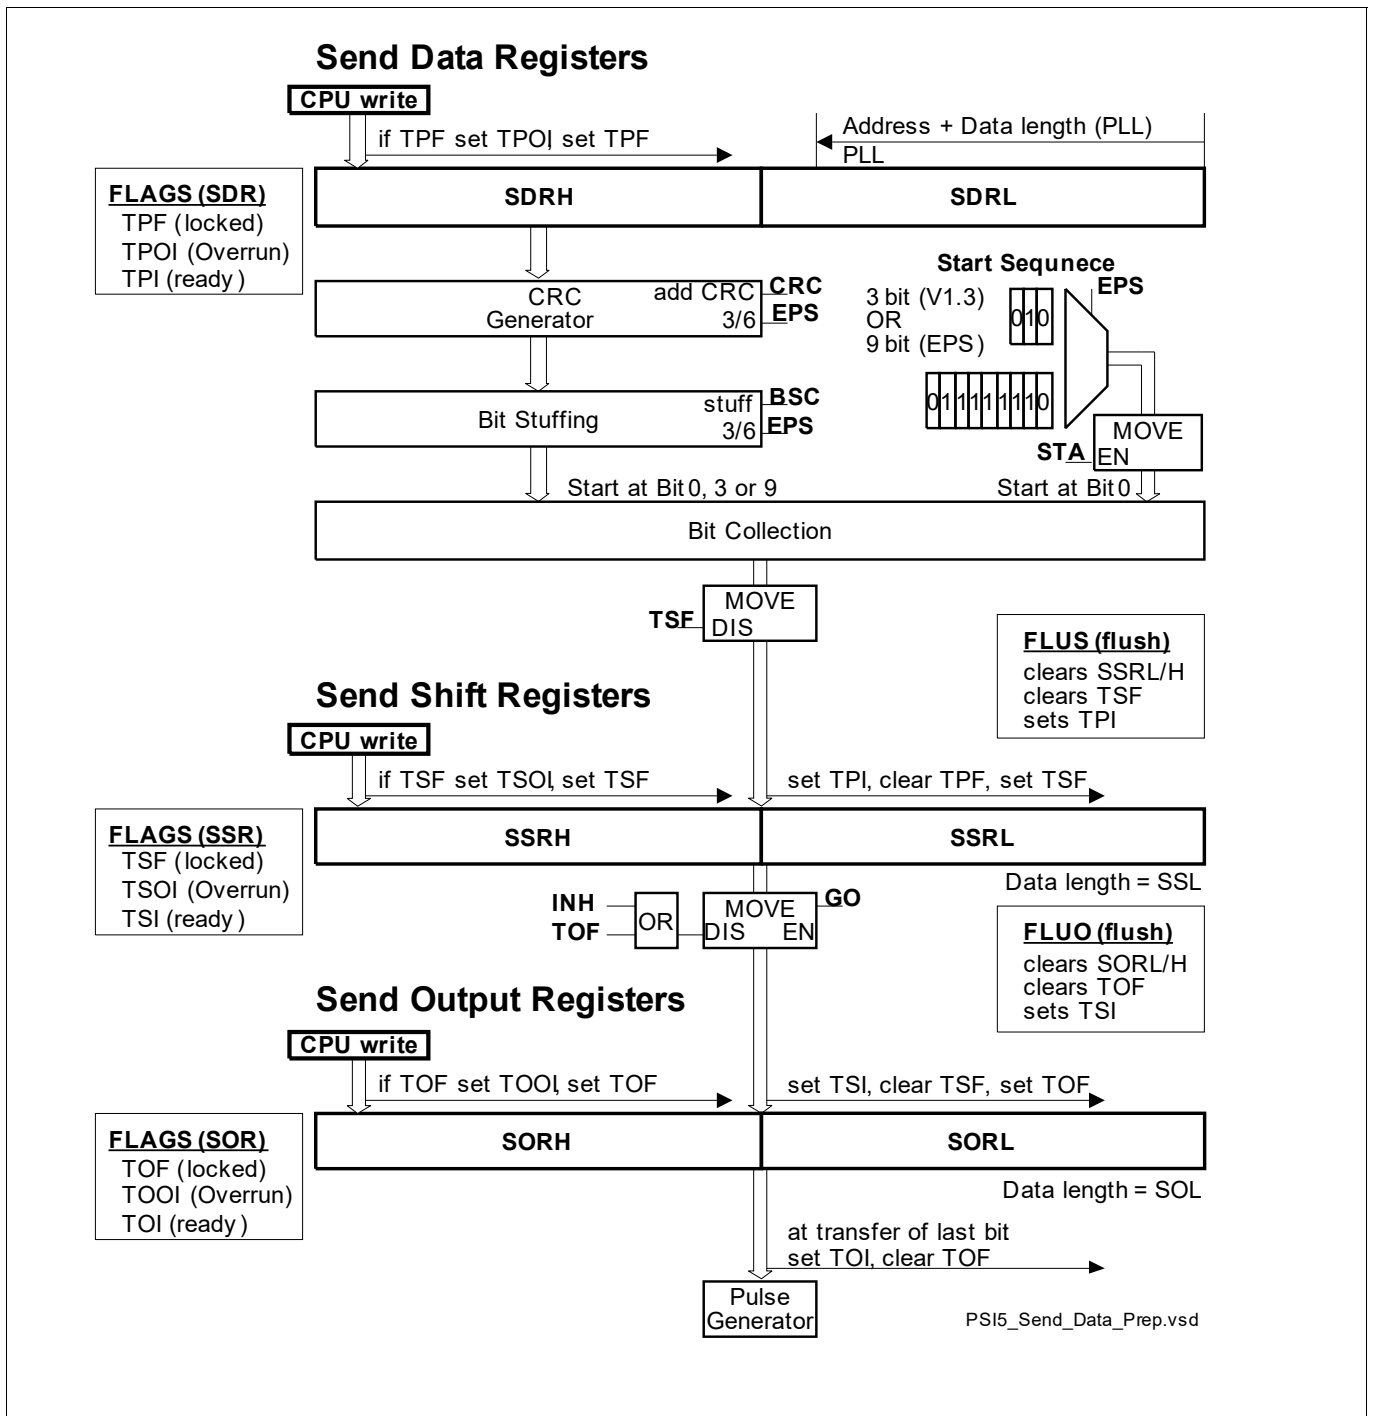 Send Data Registers
CPU write
if TPF set TPOI, set TPF
Address + Data length (PLL)
PLL
SDRH
SDRL
FLAGS (SDR)
TPF (locked)
TPOI (Overrun)
TPI (ready)
CRC
Generator
add CRC
3/6
CRC
EPS
Start Sequnece
3 bit (V1.3)
OR
9 bit (EPS)
010
EPS
011111110
Bit Stuffing
stuff
3/6
BSC
EPS
MOVE
EN
STA
Start at Bit 0, 3 or 9
Start at Bit 0
Bit Collection
MOVE
DIS
TSF
FLUS (flush)
clears SSRL/H
clears TSF
sets TPI
Send Shift Registers
CPU write
if TSF set TSOI, set TSF
set TPI, clear TPF, set TSF
SSRH
SSRL
FLAGS (SSR)
TSF (locked)
TSOI (Overrun)
TSI (ready)
Data length = SSL
INH
TOF
OR
MOVE
DIS EN
GO
FLUO (flush)
clears SORL/H
clears TOF
sets TSI
Send Output Registers
CPU write
if TOF set TOOI, set TOF
set TSI, clear TSF, set TOF
SORH
SORL
FLAGS (SOR)
TOF (locked)
TOOI (Overrun)
TOI (ready)
Data length = SOL
at transfer of last bit
set TOI, clear TOF
Pulse
Generator
PSI5_Send_Data_Prep.vsd